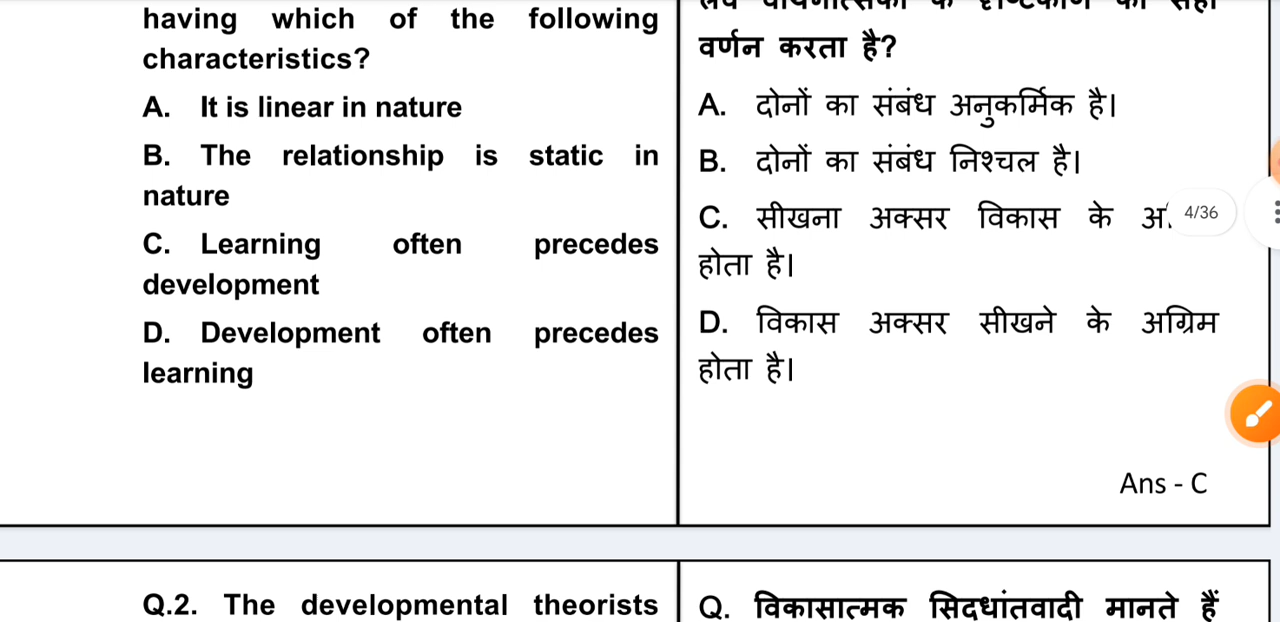 having which of the following
characteristics?
A. It is linear in nature
B. The relationship is static in
nature
C. Learning often precedes
development
D. Development often precedes
learning
वर्णन करता है?
A. दोनों का संबंध अनुकर्मिक है।
B. दोनों का संबंध निश्चल है।
C. सीखना अक्सर विकास के
होता है।
D. विकास अक्सर सीखने के अग्रिम
होता है।
4/36
Ans - C
Q.2. The developmental theorists
Q. विकासात्मक सिदधांतवादी मानते हैं